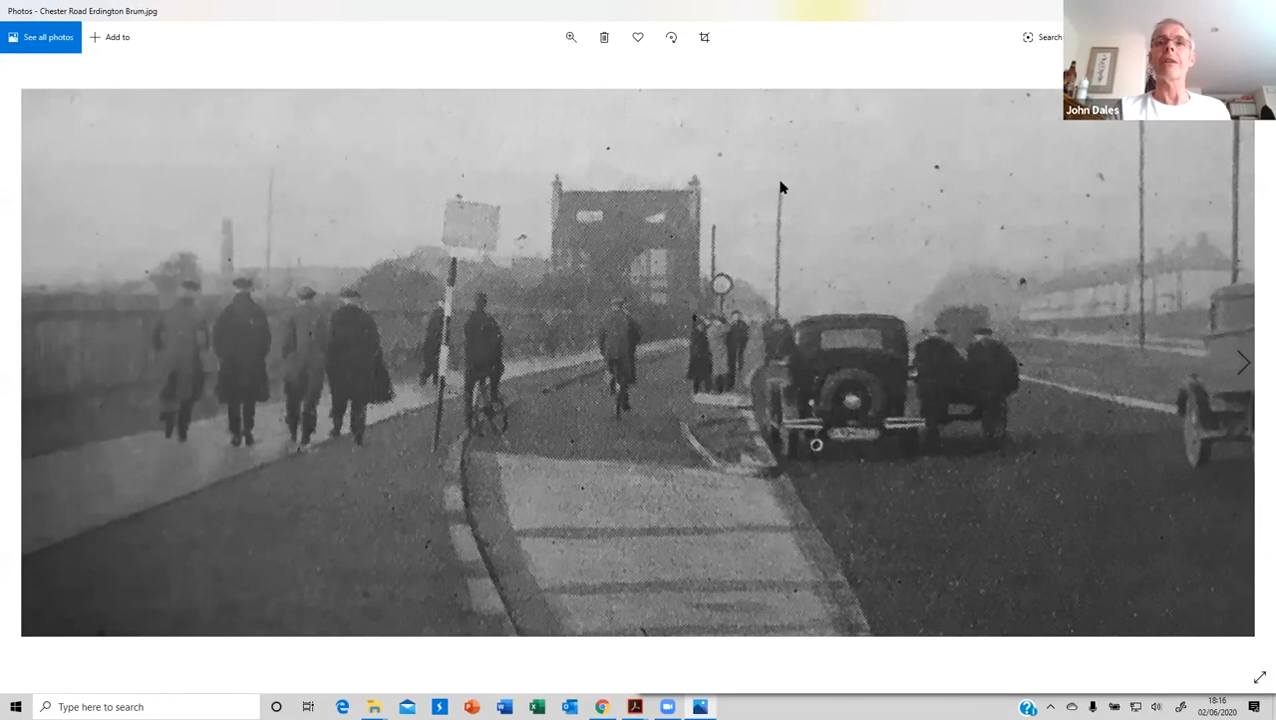 Photos - Chester Road Erdington Brum.jpg
See all photos
Add to
Search
John Dales
Type here to search
18:16
02/06/2020